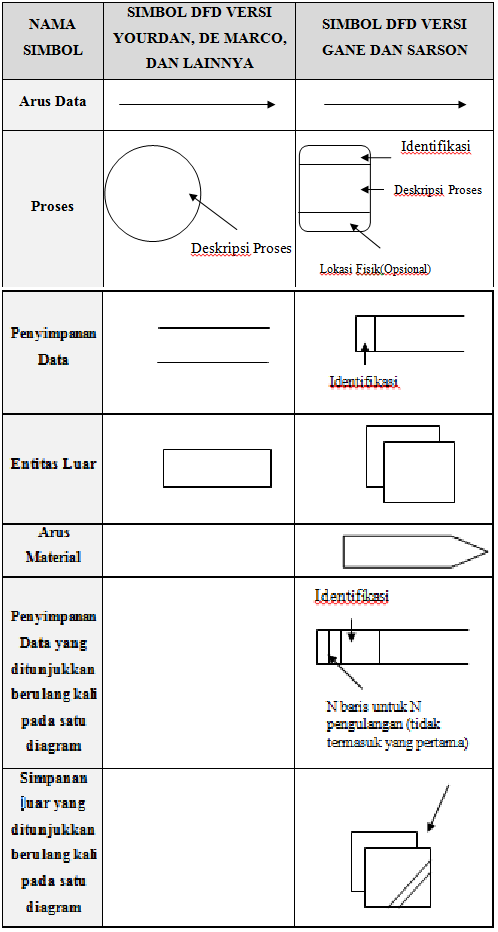 NAMA
SIMBOL
SIMBOL DFD VERSI
YOURDAN, DE MARCO,
DAN LAINNYA
SIMBOL DFD VERSI
GANE DAN SARSON
Arus Data
Proses
Deskripsi Proses
Identifikasi
Deskripsi Proses
Lokasi Fisik(Opsional)
Penyimpanan
Data
Identifikasi
Entitas Luar
Arus
Material
Penyimpanan
Data yang
ditunjukkan
berulang kali
pada satu
diagram
Identifikasi
N baris untuk N
pengulangan (tidak
termasuk yang pertama)
Simpanan
luar yang
ditunjukkan
berulang kali
pada satu
diagram